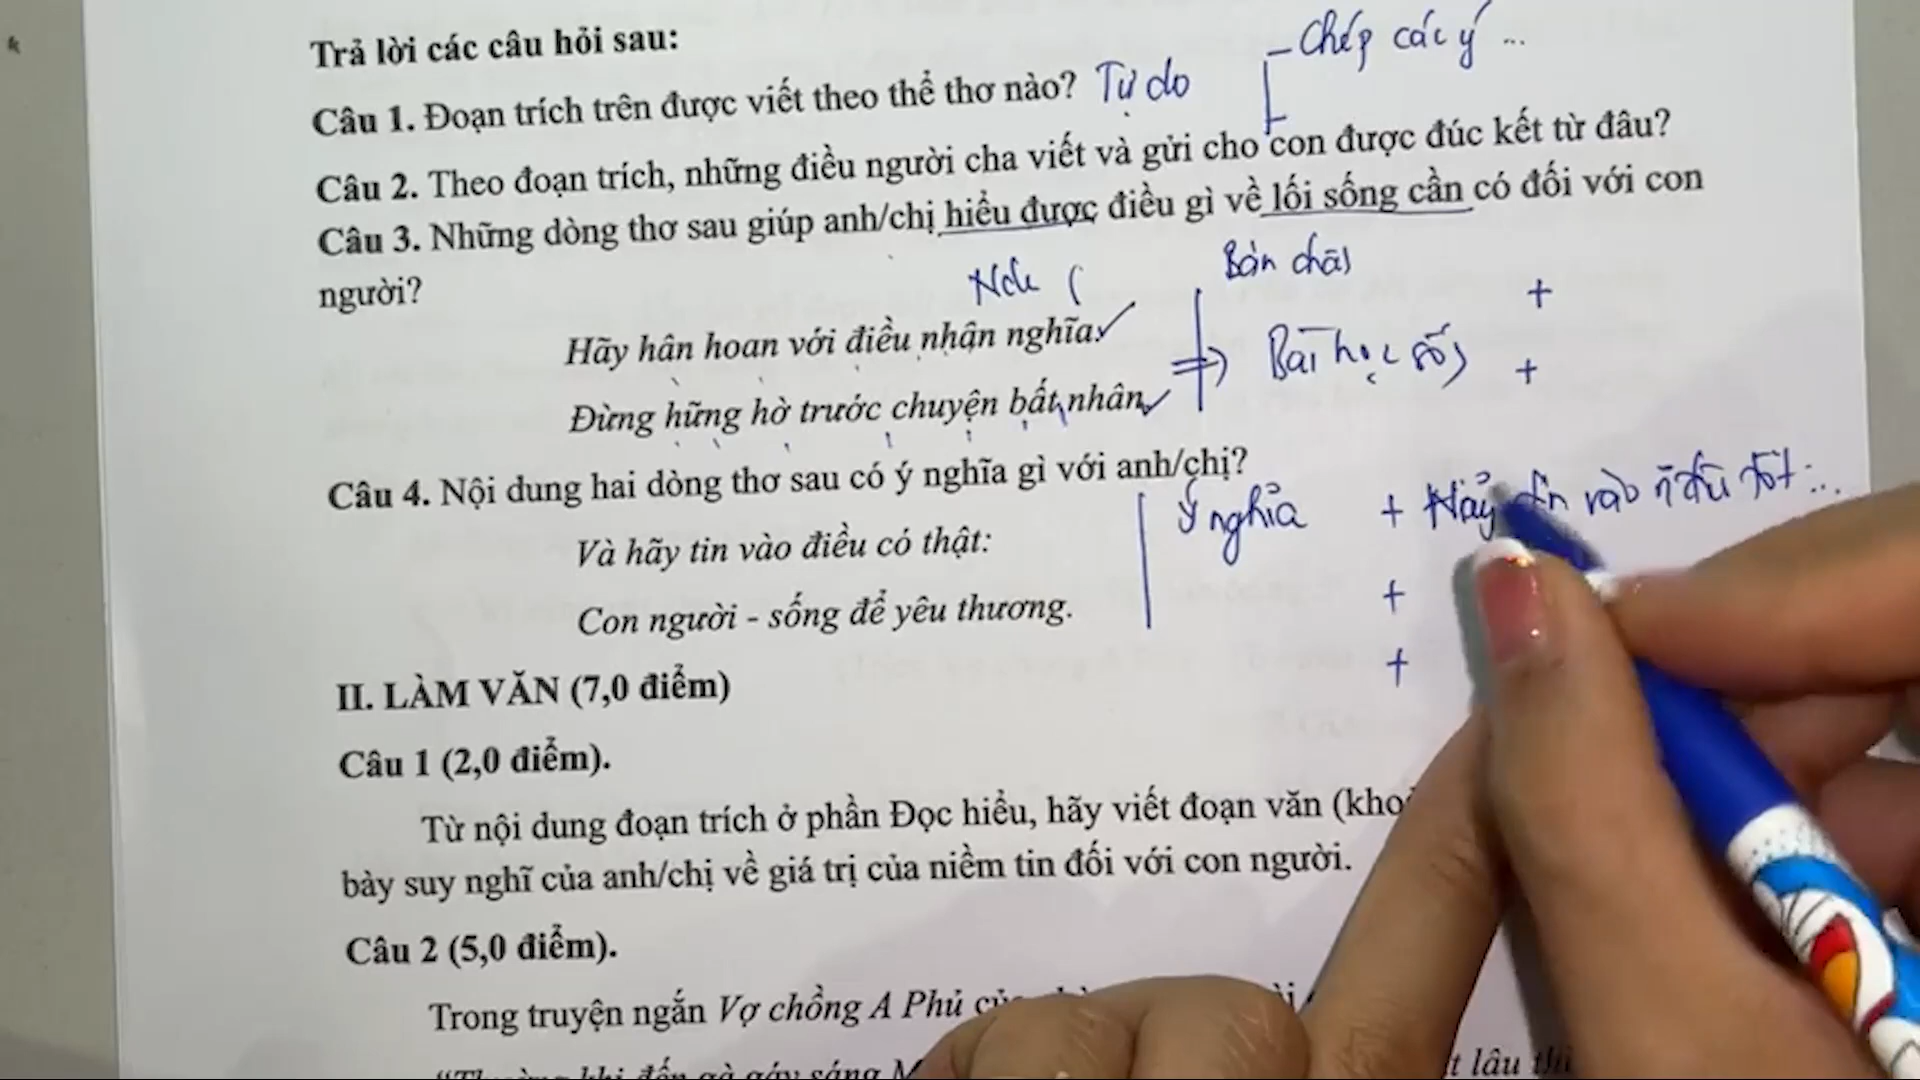 Trả lời các câu hỏi sau:
- Chép các ý ...
Câu 1. Đoạn trích trên được viết theo thể thơ nào? Tự do
Câu 2. Theo đoạn trích, những điều người cha viết và gửi cho con được đúc kết từ đâu?
Câu 3. Những dòng thơ sau giúp anh/chị hiểu được điều gì về lối sống cần có đối với con
người?
Bản chất
Hãy hân hoan với điều nhận nghĩa.
+
Bài học sống +
Đừng hững hờ trước chuyện bất nhân.
Câu 4. Nội dung hai dòng thơ sau có ý nghĩa gì với anh/chị?
Ý nghĩa + Hãy vào
Và hãy tin vào điều có thật:
+
Con người - sống để yêu thương.
+
II. LÀM VĂN (7,0 điểm)
Câu 1 (2,0 điểm).
Từ nội dung đoạn trích ở phần Đọc hiểu, hãy viết đoạn văn
bày suy nghĩ của anh/chị về giá trị của niềm tin đối với con người.
Câu 2 (5,0 điểm).
Trong truyện ngắn Vợ chồng A Phủ
gà gáy sáng lâu